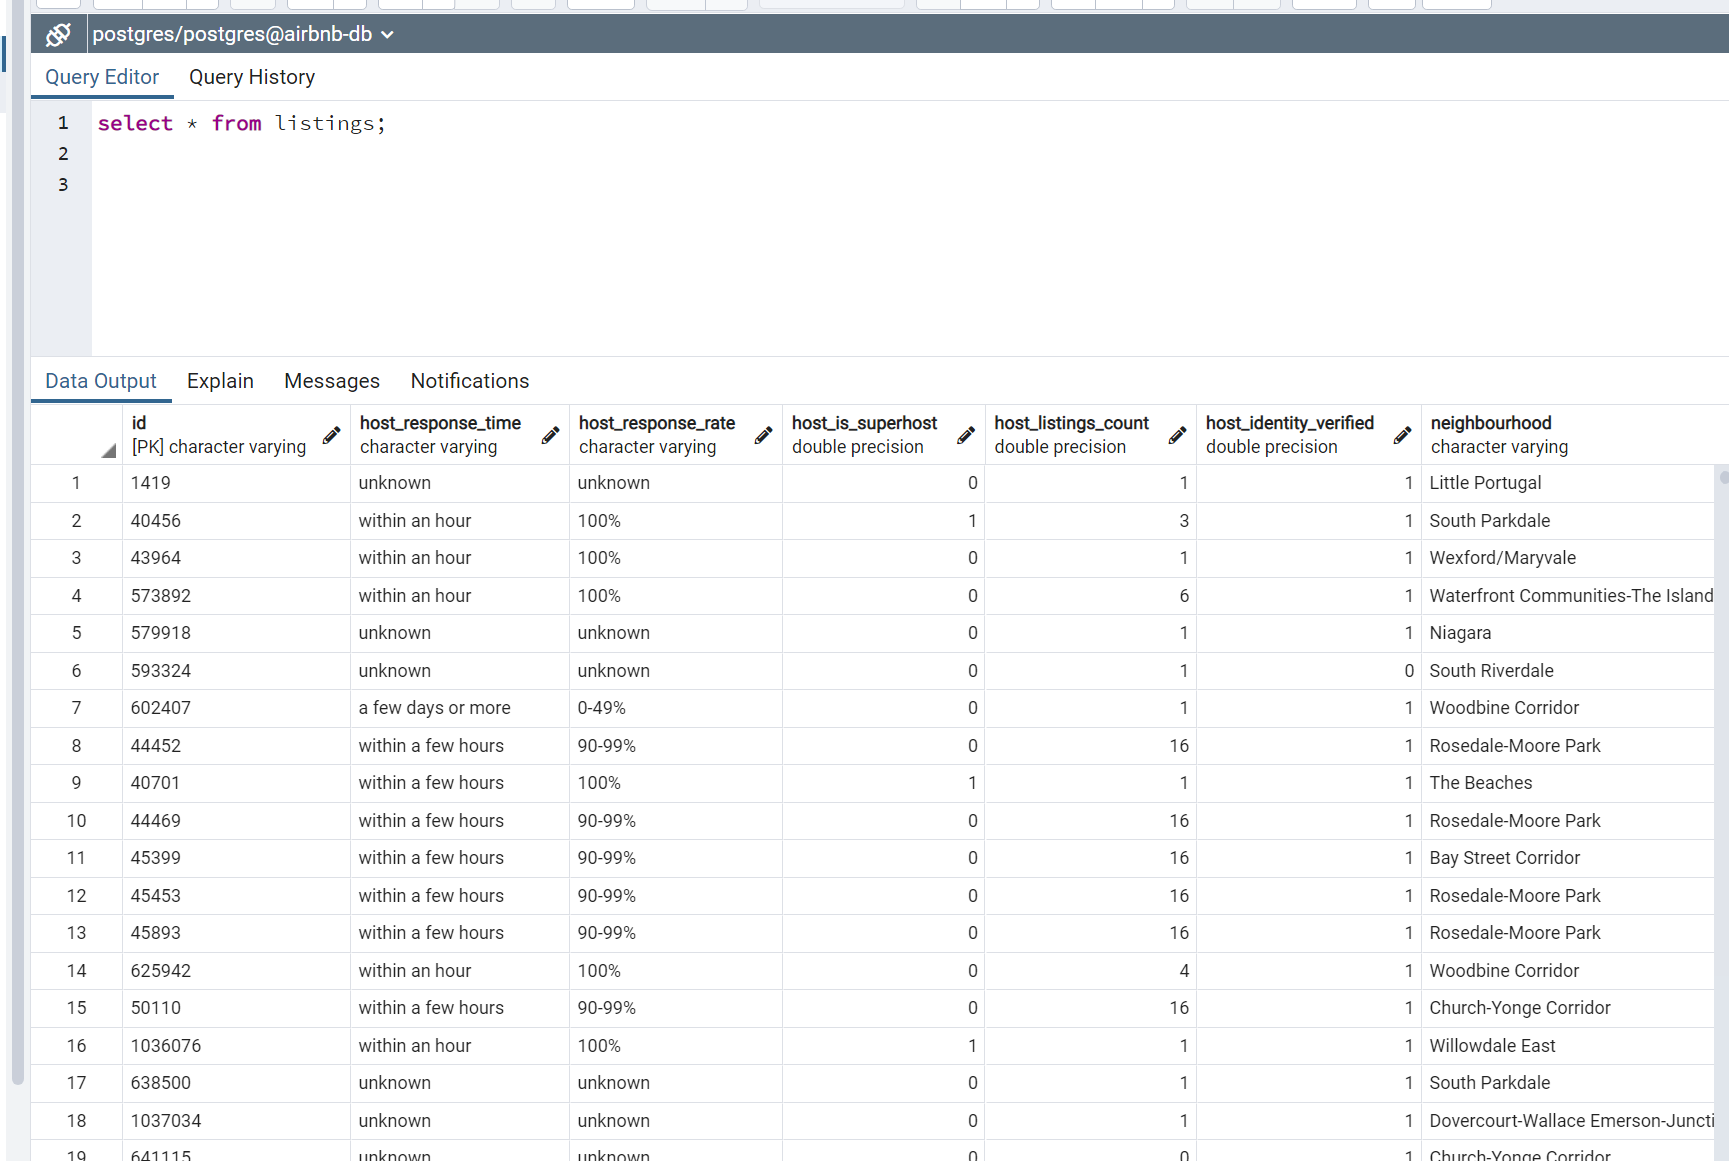 postgres/postgres@airbnb-db
Query Editor Query History
1 select * from listings;
2
3
Data Output Explain Messages Notifications
id host_response_time host_response_rate host_is_superhost host_listings_count host_identity_verified neighbourhood
[PK] character varying character varying character varying double precision double precision double precision character varying
1 1419 unknown unknown 0 1 1 Little Portugal
2 40456 within an hour 100% 1 3 1 South Parkdale
3 43964 within an hour 100% 0 1 1 Wexford/Maryvale
4 573892 within an hour 100% 0 6 1 Waterfront Communities-The Island
5 579918 unknown unknown 0 1 1 Niagara
6 593324 unknown unknown 0 1 0 South Riverdale
7 602407 a few days or more 0-49% 0 1 1 Woodbine Corridor
8 44452 within a few hours 90-99% 0 16 1 Rosedale-Moore Park
9 40701 within a few hours 100% 1 1 1 The Beaches
10 44469 within a few hours 90-99% 0 16 1 Rosedale-Moore Park
11 45399 within a few hours 90-99% 0 16 1 Bay Street Corridor
12 45453 within a few hours 90-99% 0 16 1 Rosedale-Moore Park
13 45893 within a few hours 90-99% 0 16 1 Rosedale-Moore Park
14 625942 within an hour 100% 0 4 1 Woodbine Corridor
15 50110 within a few hours 90-99% 0 16 1 Church-Yonge Corridor
16 1036076 within an hour 100% 1 1 1 Willowdale East
17 638500 unknown unknown 0 1 1 South Parkdale
18 1037034 unknown unknown 0 1 1 Dovercourt-Wallace Emerson-Juncti
19 641115 unknown unknown 0 0 1 Church-Yonge Corridor